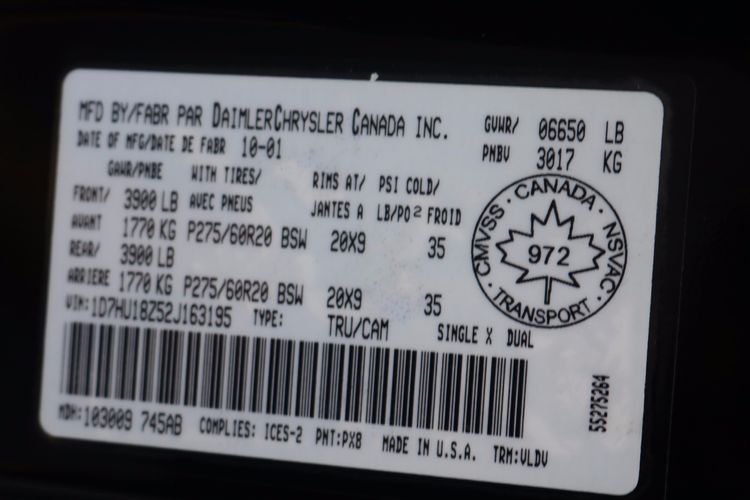 MFD BY/FABR PAR DAIMLERCHRYSLER CANADA INC.
DATE OF MFG/DATE DE FABR 10-01
GVWR/ 06650 LB
PNBV 3017 KG
GAWR/PNBE WITH TIRES/ RIMS AT/ PSI COLD/
FRONT/ 3900 LB AVEC PNEUS JANTES A LB/PO² FROID
AVANT 1770 KG P275/60R20 BSW 20X9 35
REAR/ 3900 LB
ARRIERE 1770 KG P275/60R20 BSW 20X9 35
CMVSS · CANADA · NSVAC · TRANSPORT ·
972
VIN: 1D7HU18Z52J163195 TYPE: TRU/CAM SINGLE X DUAL
55275264
MDH: 103009 745AB COMPLIES: ICES-2 PNT: PX8 MADE IN U.S.A. TRM: VLDV